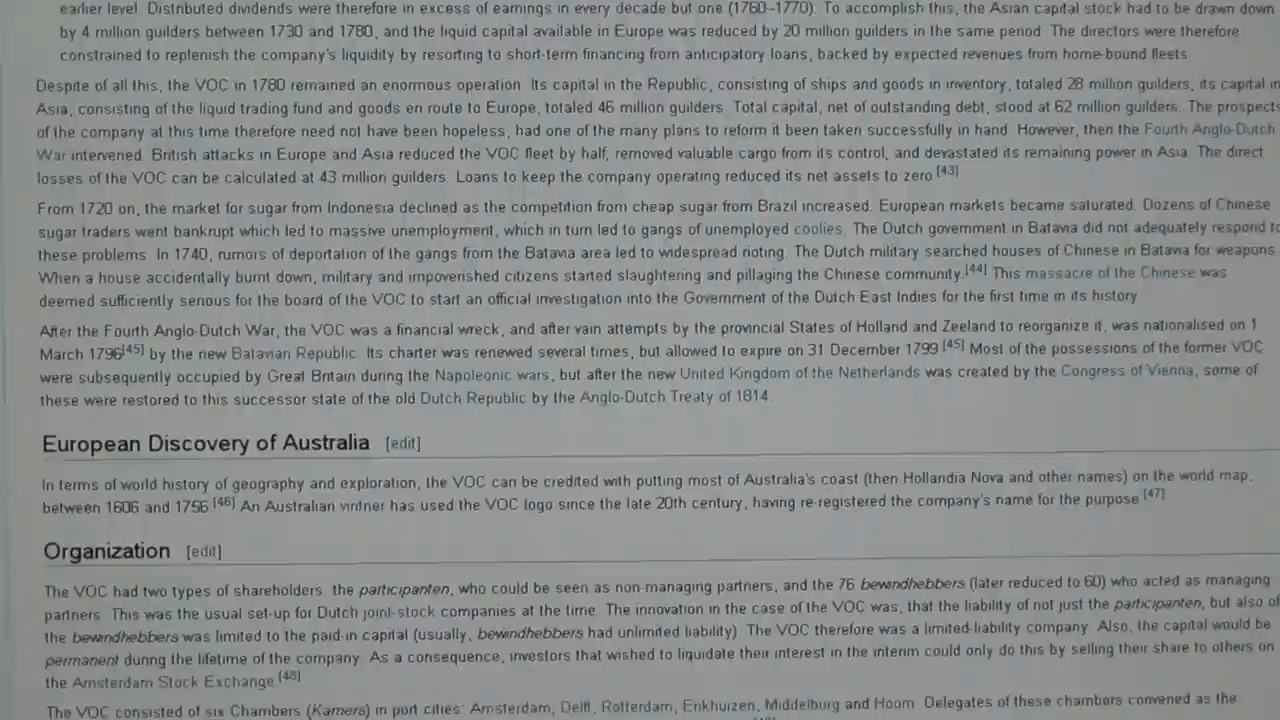 earlier level. Distributed dividends were therefore in excess of earnings in every decade but one (1760–1770). To accomplish this, the Asian capital stock had to be drawn down
by 4 million guilders between 1730 and 1780, and the liquid capital available in Europe was reduced by 20 million guilders in the same period. The directors were therefore
constrained to replenish the company's liquidity by resorting to short-term financing from anticipatory loans, backed by expected revenues from home-bound fleets.
Despite of all this, the VOC in 1780 remained an enormous operation. Its capital in the Republic, consisting of ships and goods in inventory, totaled 28 million guilders, its capital in
Asia, consisting of the liquid trading fund and goods en route to Europe, totaled 46 million guilders. Total capital, net of outstanding debt, stood at 62 million guilders. The prospects
of the company at this time therefore need not have been hopeless, had one of the many plans to reform it been taken successfully in hand. However, then the Fourth Anglo-Dutch
War intervened. British attacks in Europe and Asia reduced the VOC fleet by half, removed valuable cargo from its control, and devastated its remaining power in Asia. The direct
losses of the VOC can be calculated at 43 million guilders. Loans to keep the company operating reduced its net assets to zero.[43]
From 1720 on, the market for sugar from Indonesia declined as the competition from cheap sugar from Brazil increased. European markets became saturated. Dozens of Chinese
sugar traders went bankrupt which led to massive unemployment, which in turn led to gangs of unemployed coolies. The Dutch government in Batavia did not adequately respond to
these problems. In 1740, rumors of deportation of the gangs from the Batavia area led to widespread rioting. The Dutch military searched houses of Chinese in Batavia for weapons.
When a house accidentally burnt down, military and impoverished citizens started slaughtering and pillaging the Chinese community.[44] This massacre of the Chinese was
deemed sufficiently serious for the board of the VOC to start an official investigation into the Government of the Dutch East Indies for the first time in its history.
After the Fourth Anglo-Dutch War, the VOC was a financial wreck, and after vain attempts by the provincial States of Holland and Zeeland to reorganize it, was nationalised on 1
March 1796[45] by the new Batavian Republic. Its charter was renewed several times, but allowed to expire on 31 December 1799.[45] Most of the possessions of the former VOC
were subsequently occupied by Great Britain during the Napoleonic wars, but after the new United Kingdom of the Netherlands was created by the Congress of Vienna, some of
these were restored to this successor state of the old Dutch Republic by the Anglo-Dutch Treaty of 1814.
European Discovery of Australia [edit]
In terms of world history of geography and exploration, the VOC can be credited with putting most of Australia's coast (then Hollandia Nova and other names) on the world map,
between 1606 and 1756.[46] An Australian vintner has used the VOC logo since the late 20th century, having re-registered the company's name for the purpose.[47]
Organization [edit]
The VOC had two types of shareholders: the participanten, who could be seen as non-managing partners, and the 76 bewindhebbers (later reduced to 60) who acted as managing
partners. This was the usual set-up for Dutch joint-stock companies at the time. The innovation in the case of the VOC was, that the liability of not just the participanten, but also of
the bewindhebbers was limited to the paid-in capital (usually, bewindhebbers had unlimited liability). The VOC therefore was a limited-liability company. Also, the capital would be
permanent during the lifetime of the company. As a consequence, investors that wished to liquidate their interest in the interim could only do this by selling their share to others on
the Amsterdam Stock Exchange.[48]
The VOC consisted of six Chambers (Kamers) in port cities: Amsterdam, Delft, Rotterdam, Enkhuizen, Middelburg and Hoorn. Delegates of these chambers convened as the